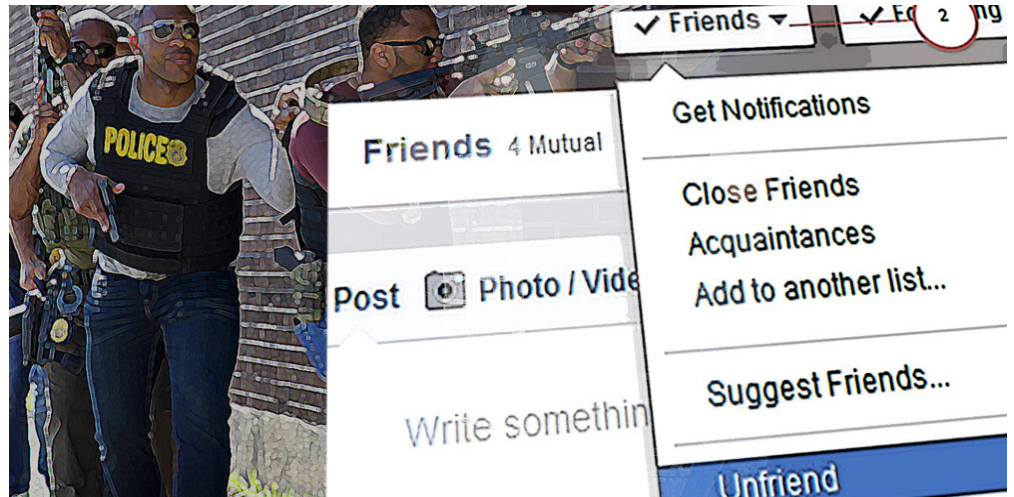 POLICE
Friends 4 Mutual
Post Photo / Vide
Write somethin
✓ Friends ▼
2
Get Notifications
Close Friends
Acquaintances
Add to another list...
Suggest Friends...
Unfriend